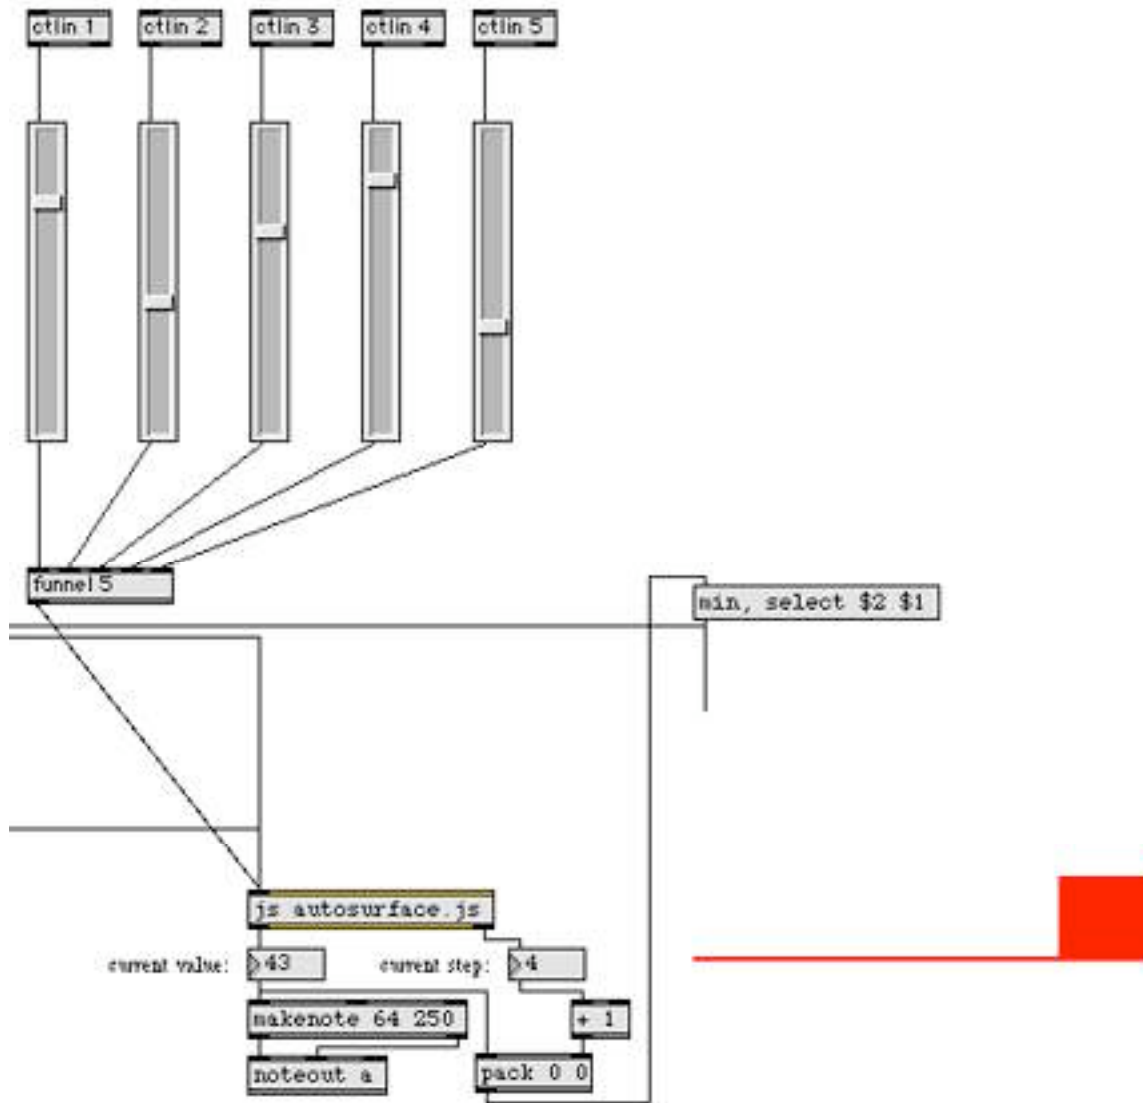 ctlin 1
ctlin 2
ctlin 3
ctlin 4
ctlin 5
funnel 5
min, select $2 $1
js autosurface.js
current value:
43
current step:
4
makenote 64 250
+ 1
noteout a
pack 0 0